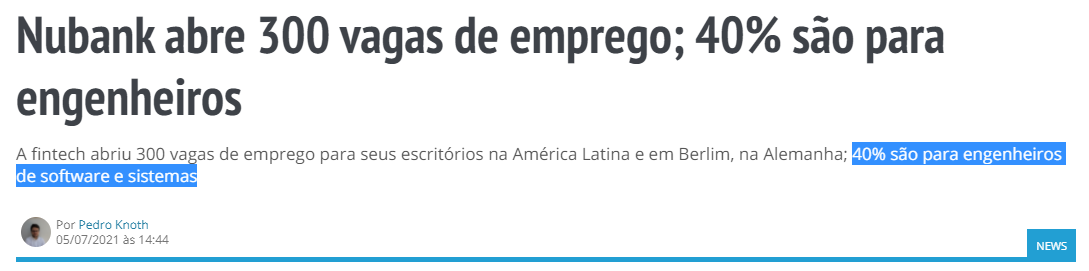 Nubank abre 300 vagas de emprego; 40% são para
engenheiros
A fintech abriu 300 vagas de emprego para seus escritórios na América Latina e em Berlim, na Alemanha; 40% são para engenheiros
de software e sistemas
Por Pedro Knoth
05/07/2021 às 14:44
NEWS